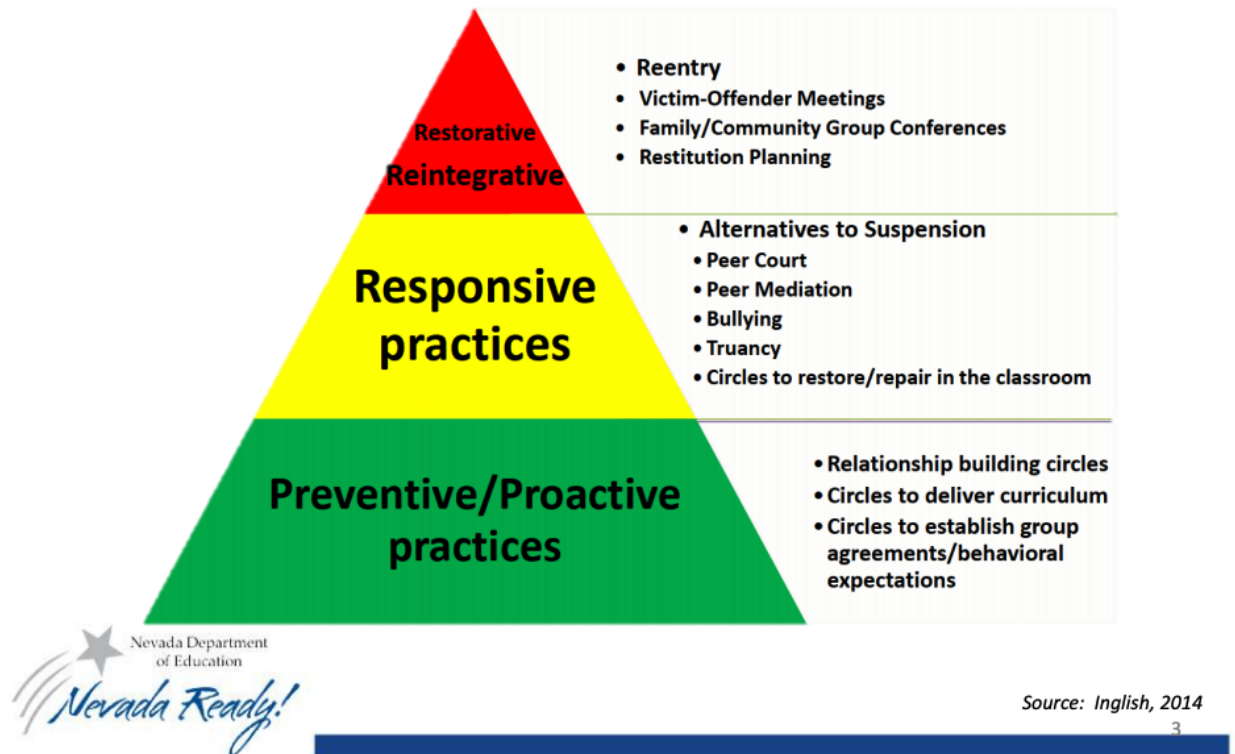 Restorative
Reintegrative
• Reentry
• Victim-Offender Meetings
• Family/Community Group Conferences
• Restitution Planning
Responsive
practices
• Alternatives to Suspension
• Peer Court
• Peer Mediation
• Bullying
• Truancy
• Circles to restore/repair in the classroom
Preventive/Proactive
practices
• Relationship building circles
• Circles to deliver curriculum
• Circles to establish group
agreements/behavioral
expectations
Nevada Department
of Education
Nevada Ready!
Source: Inglish, 2014
3